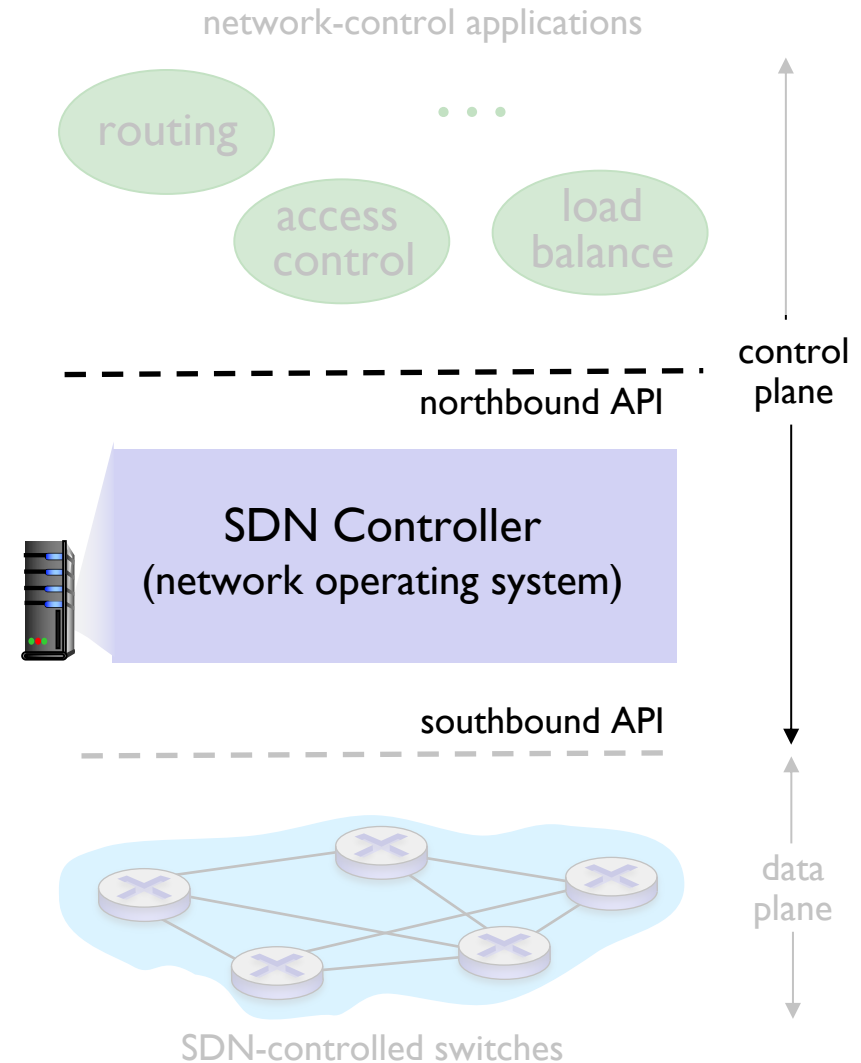 network-control applications
routing
...
access
control
load
balance
control
plane
northbound API
SDN Controller
(network operating system)
southbound API
data
plane
SDN-controlled switches